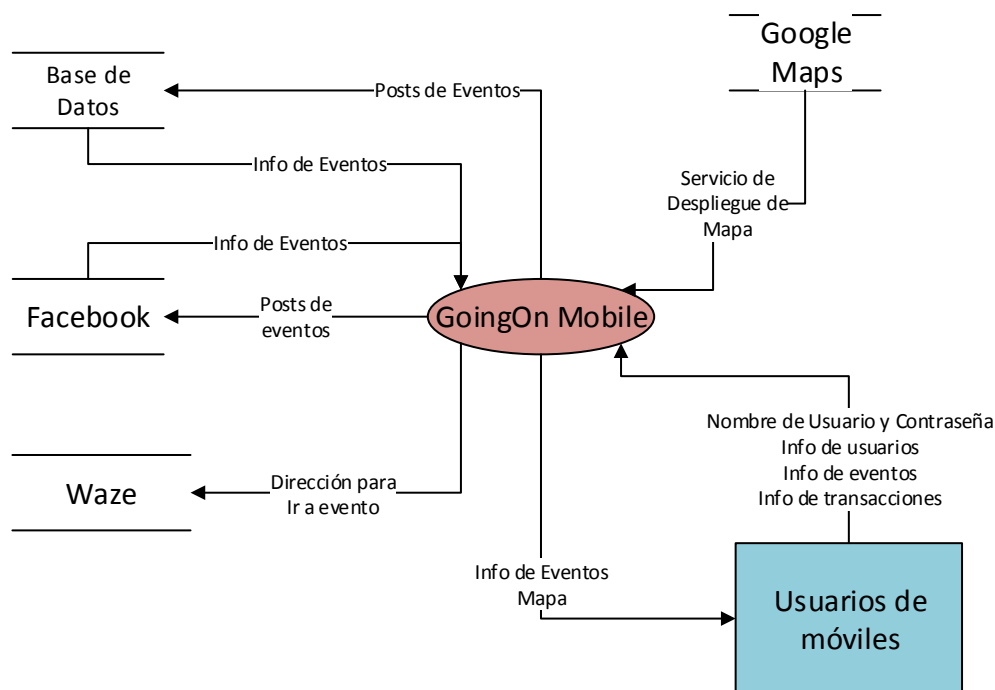 Google
Maps
Base de
Datos
Posts de Eventos
Info de Eventos
Servicio de
Despliegue de
Mapa
Info de Eventos
Facebook
Posts de
eventos
GoingOn Mobile
Nombre de Usuario y Contraseña
Info de usuarios
Info de eventos
Info de transacciones
Waze
Dirección para
Ir a evento
Info de Eventos
Mapa
Usuarios de
móviles